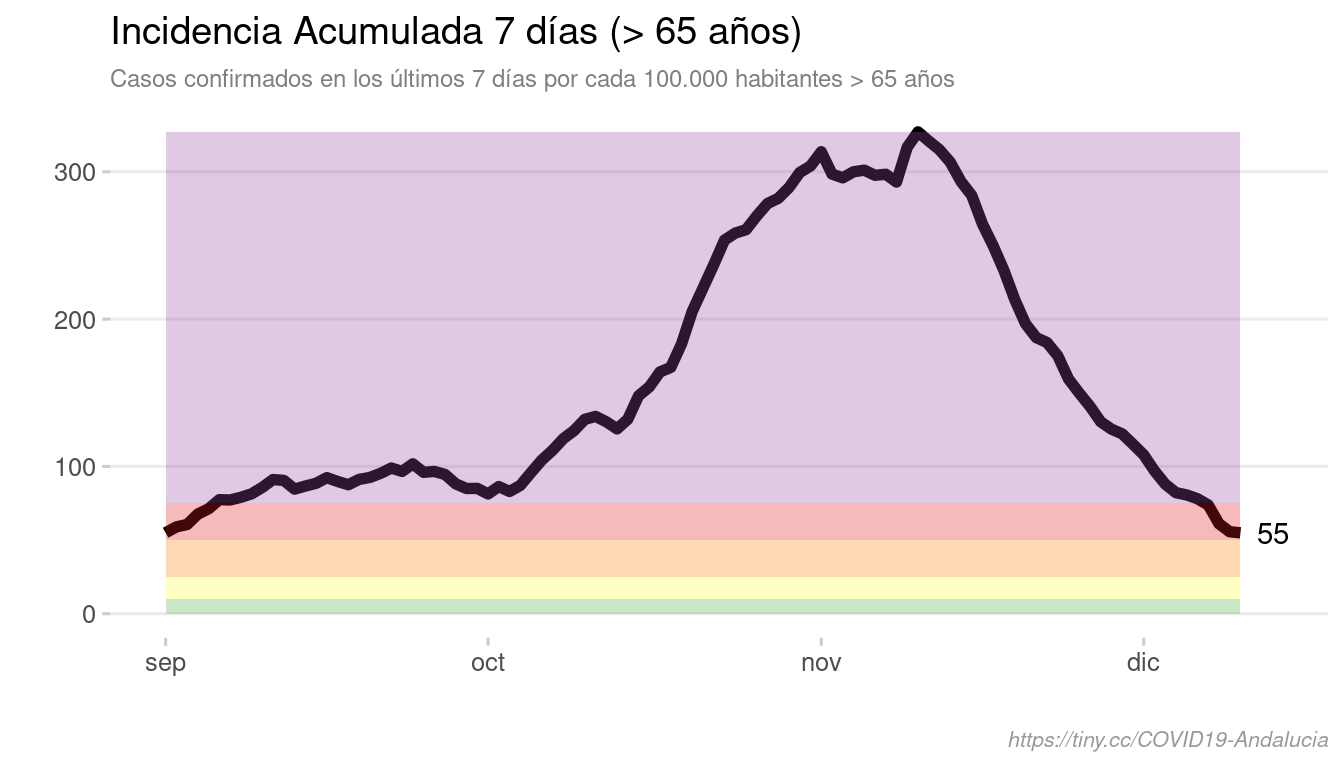 Incidencia Acumulada 7 días (> 65 años)
Casos confirmados en los últimos 7 días por cada 100.000 habitantes > 65 años
300
200
100
0
55
sep oct nov dic
https://tiny.cc/COVID19-Andalucia